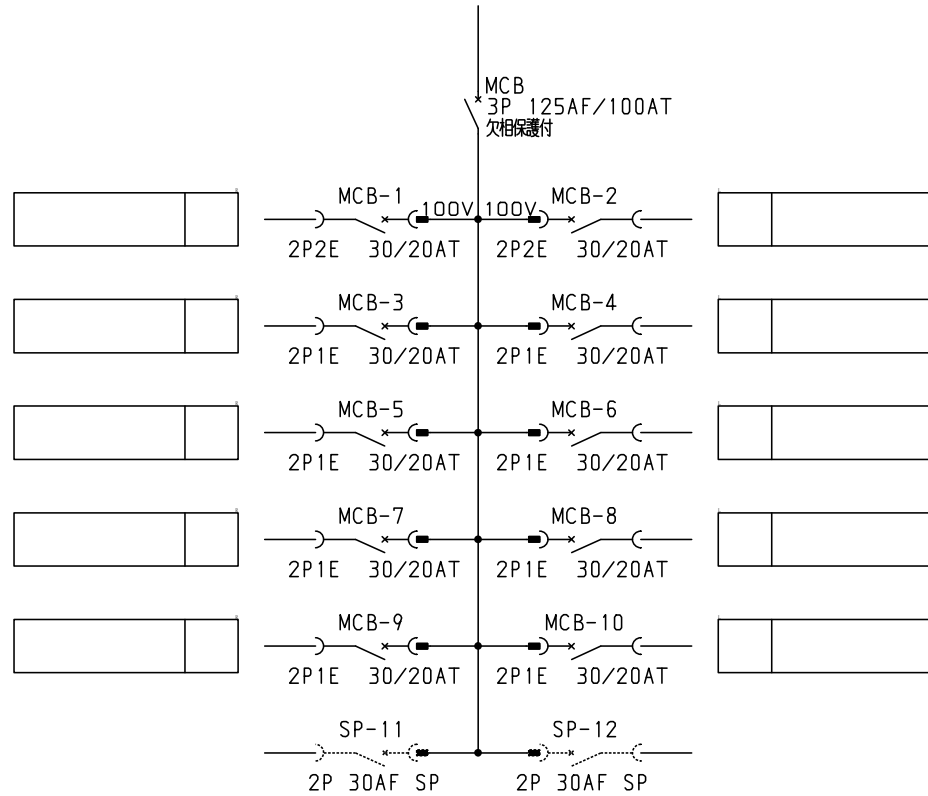 MCB
3P 125AF/100AT
欠相保護付
MCB-1 100V 100V MCB-2
2P2E 30/20AT 2P2E 30/20AT
MCB-3 MCB-4
2P1E 30/20AT 2P1E 30/20AT
MCB-5 MCB-6
2P1E 30/20AT 2P1E 30/20AT
MCB-7 MCB-8
2P1E 30/20AT 2P1E 30/20AT
MCB-9 MCB-10
2P1E 30/20AT 2P1E 30/20AT
SP-11 SP-12
2P 30AF SP 2P 30AF SP